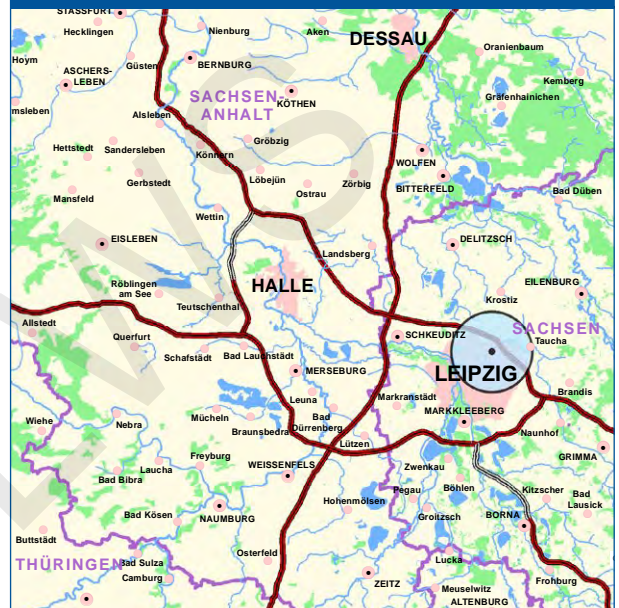 STASSFURT
Hecklingen
Nienburg
Aken
DESSAU
Oranienbaum
Hoym
Güsten
BERNBURG
ASCHERS-
LEBEN
Kemberg
SACHSEN-
ANHALT
KÖTHEN
Gräfenhainichen
msleben
Alsleben
Hettstedt
Sandersleben
Könnern
Gröbzig
WOLFEN
Gerbstedt
Löbejün
Ostrau
Zörbig
BITTERFELD
Bad Düben
Mansfeld
Wettin
EISLEBEN
Landsberg
DELITZSCH
Röblingen
am See
HALLE
EILENBURG
Teutschenthal
Krostiz
Allstedt
Querfurt
SCHKEUDITZ
SACHSEN
Taucha
Schafstädt
Bad Lauchstädt
MERSEBURG
LEIPZIG
Leuna
Markranstädt
Brandis
Wiehe
Nebra
Mücheln
Braunsbedra
Bad
Dürrenberg
MARKKLEEBERG
Lützen
Naunhof
GRIMMA
Laucha
Freyburg
WEISSENFELS
Zwenkau
Bad Bibra
Pegau
Böhlen
Kitzscher
Bad
Lausick
Hohenmölsen
Bad Kösen
NAUMBURG
Groitzsch
BORNA
Buttstädt
Osterfeld
Lucka
THÜRINGEN
Bad Sulza
Camburg
ZEITZ
Meuselwitz
Frohburg
ALTENBURG